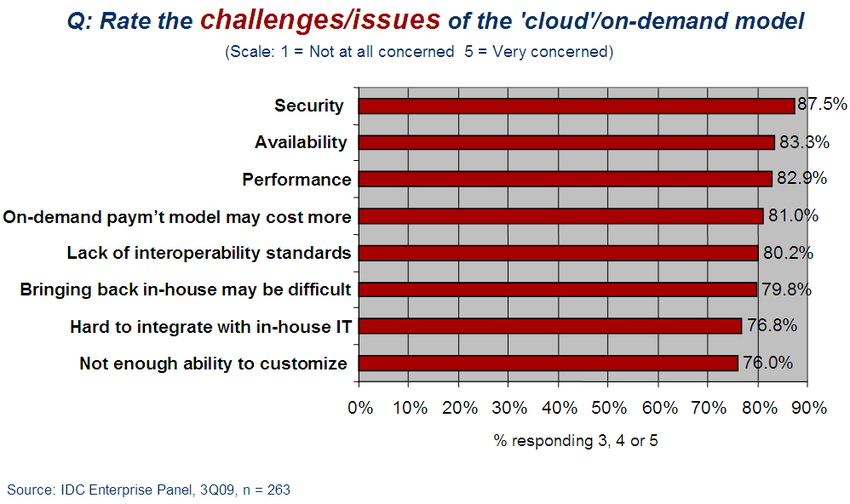 Q: Rate the challenges/issues of the 'cloud'/on-demand model
(Scale: 1 = Not at all concerned 5 = Very concerned)
Security 87.5%
Availability 83.3%
Performance 82.9%
On-demand paym't model may cost more 81.0%
Lack of interoperability standards 80.2%
Bringing back in-house may be difficult 79.8%
Hard to integrate with in-house IT 76.8%
Not enough ability to customize 76.0%
0% 10% 20% 30% 40% 50% 60% 70% 80% 90%
% responding 3, 4 or 5
Source: IDC Enterprise Panel, 3Q09, n = 263